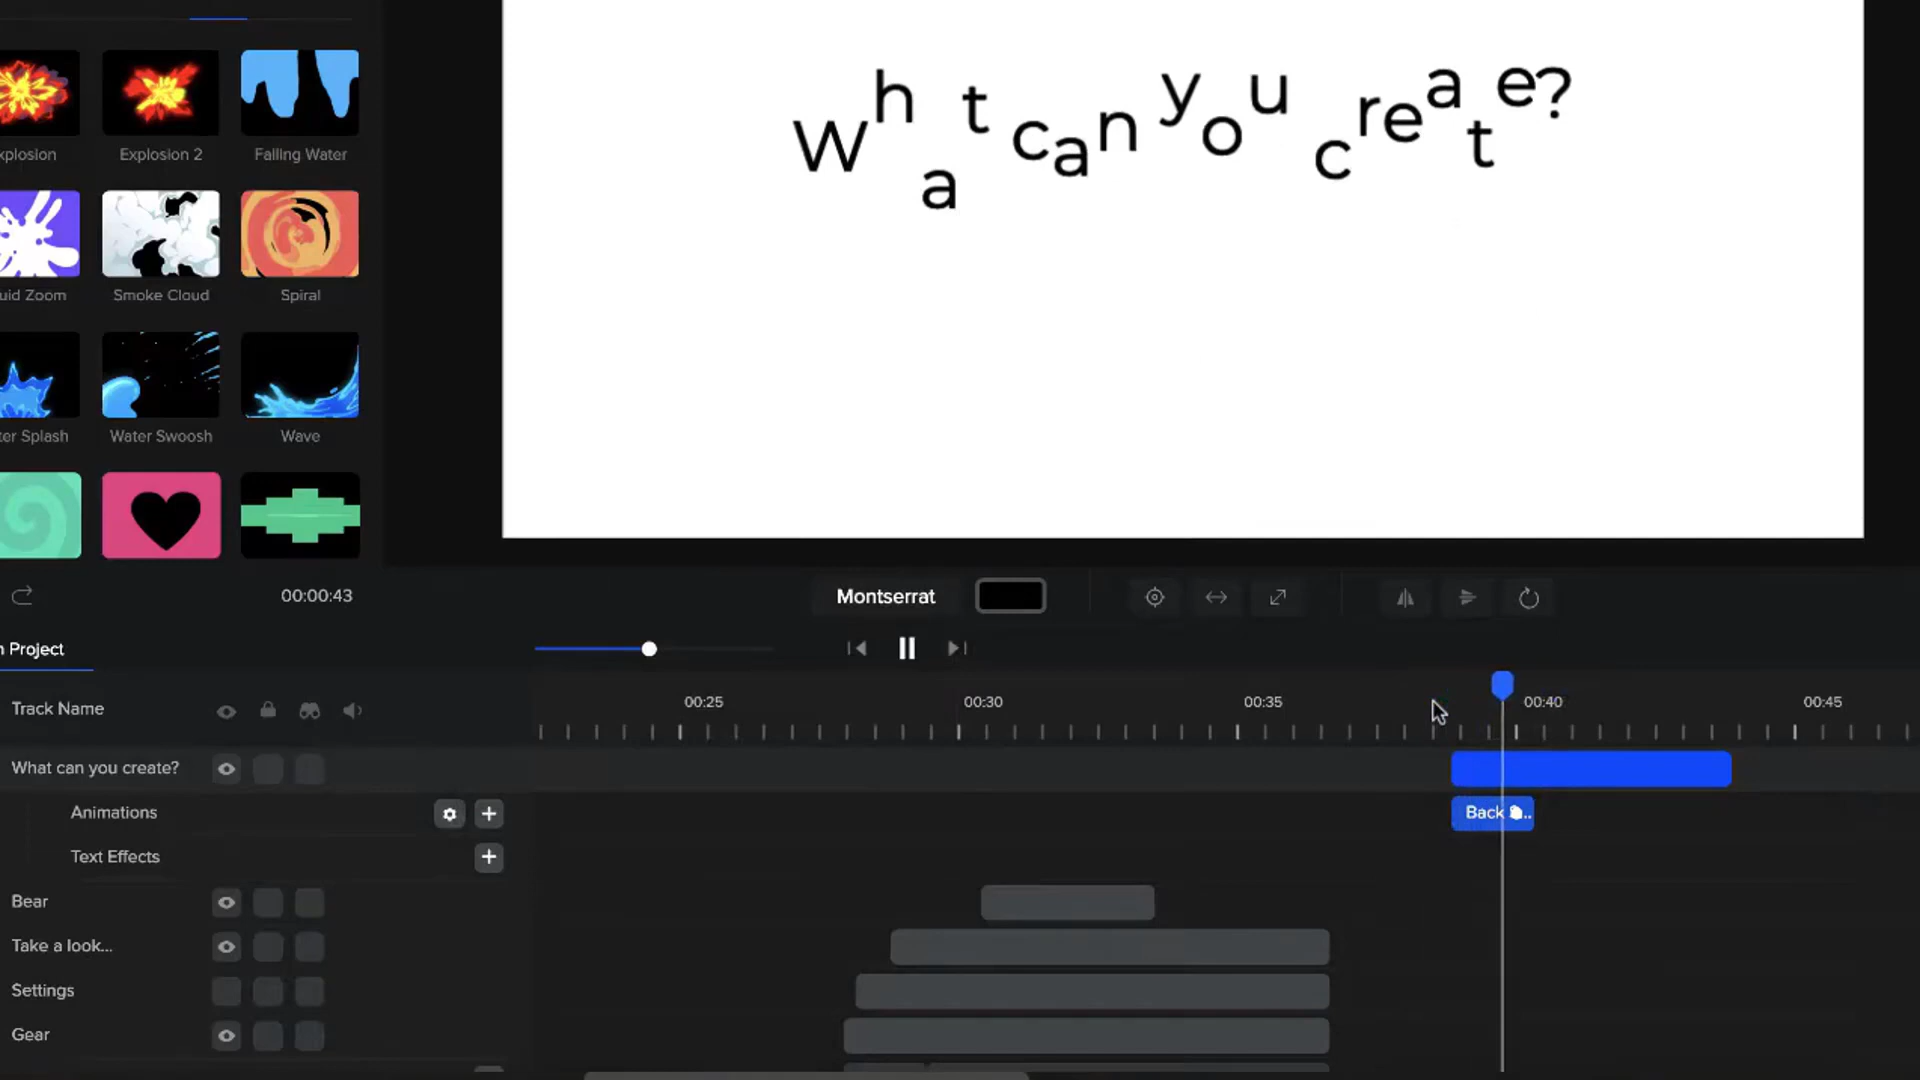 xplosion Explosion 2 Falling Water
uid Zoom Smoke Cloud Spiral
ter Splash Water Swoosh Wave
What can you create?
00:00:43 Montserrat
n Project
Track Name 00:25 00:30 00:35 00:40 00:45
What can you create?
Animations Back ..
Text Effects
Bear
Take a look...
Settings
Gear